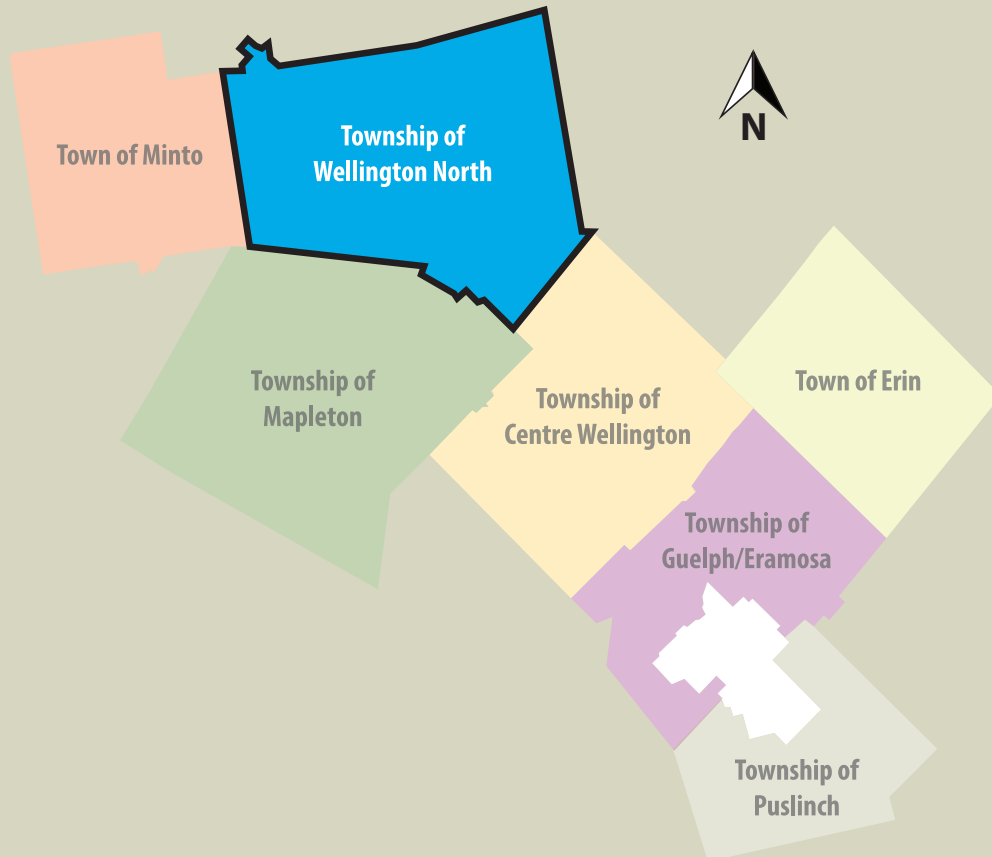 Township of
Wellington North
N
Town of Minto
Township of
Mapleton
Township of
Centre Wellington
Town of Erin
Township of
Guelph/Eramosa
Township of
Puslinch